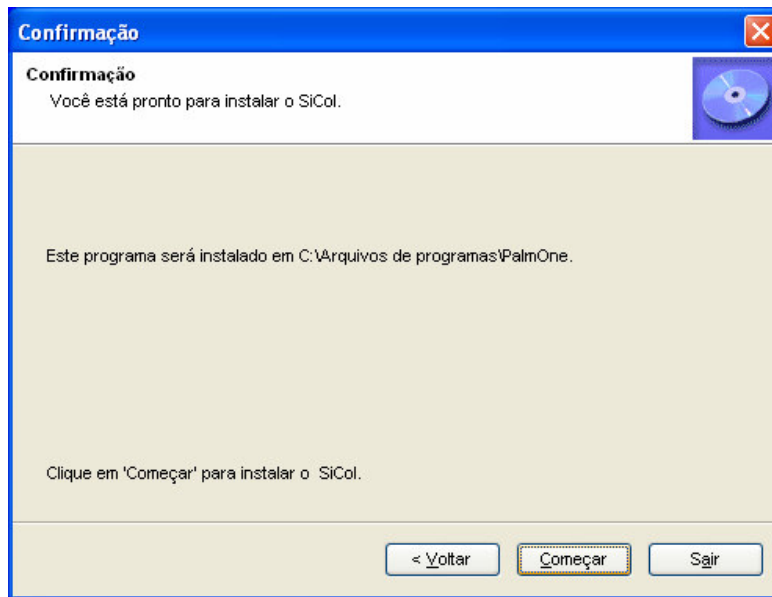 Confirmação
Confirmação
Você está pronto para instalar o SiCol.
Este programa será instalado em C:\Arquivos de programas\PalmOne.
Clique em 'Começar' para instalar o  SiCol.
< Voltar
Começar
Sair